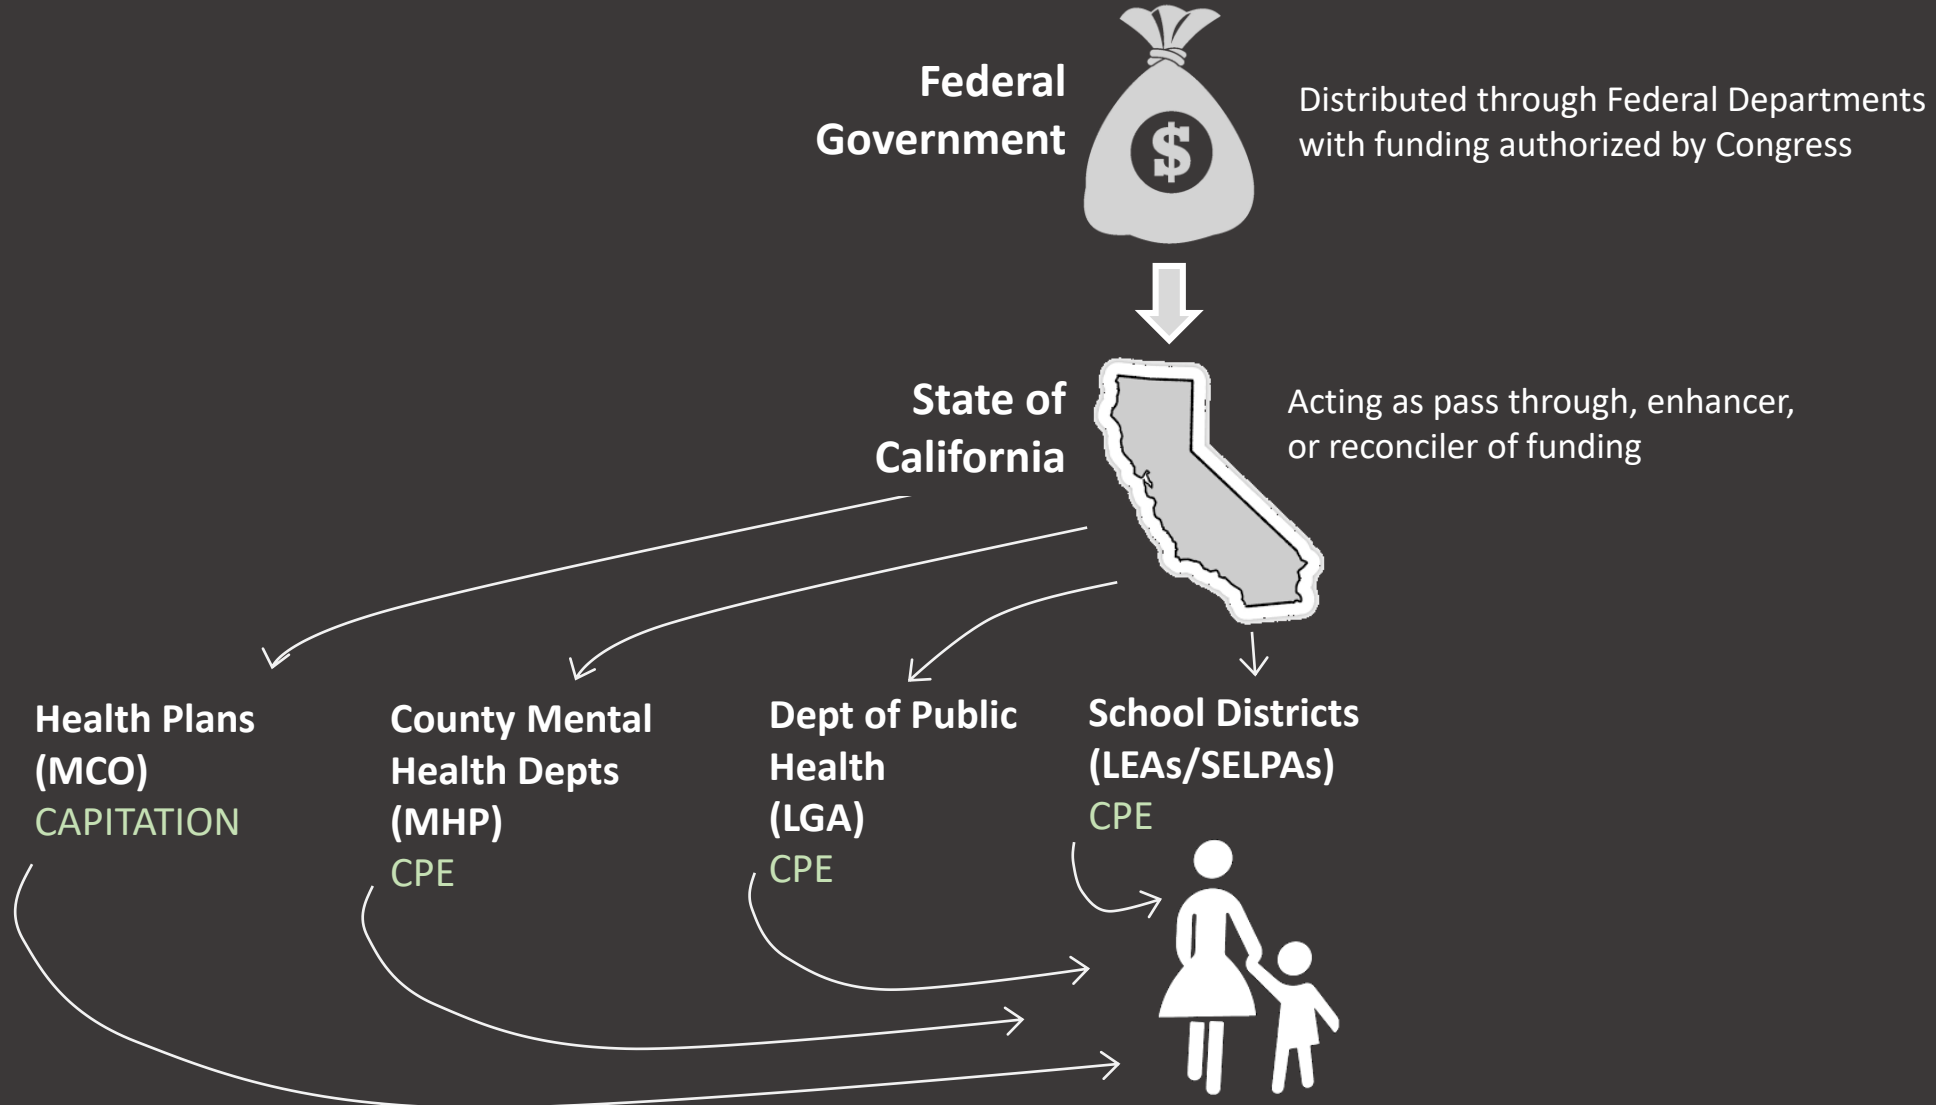 Federal
Government
$
Distributed through Federal Departments
with funding authorized by Congress
State of
California
Acting as pass through, enhancer,
or reconciler of funding
Health Plans
(MCO)
CAPITATION
County Mental
Health Depts
(MHP)
CPE
Dept of Public
Health
(LGA)
CPE
School Districts
(LEAs/SELPAs)
CPE